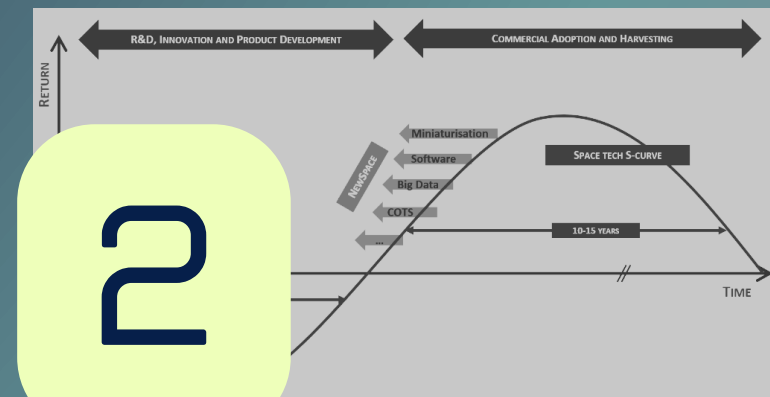 R&D, INNOVATION AND PRODUCT DEVELOPMENT
COMMERCIAL ADOPTION AND HARVESTING
RETURN
Miniaturisation
Software
Big Data
COTS
...
NEWSPACE
SPACE TECH S-CURVE
10-15 YEARS
TIME
2